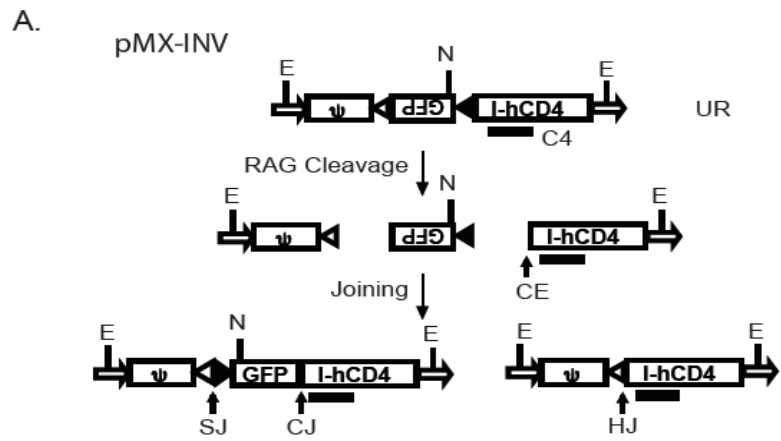 A.
pMX-INV
E N E
ψ GFP I-hCD4 UR
C4
RAG Cleavage
E N E
ψ GFP I-hCD4
CE
Joining
E N E E E
ψ GFP I-hCD4 ψ I-hCD4
SJ CJ HJ